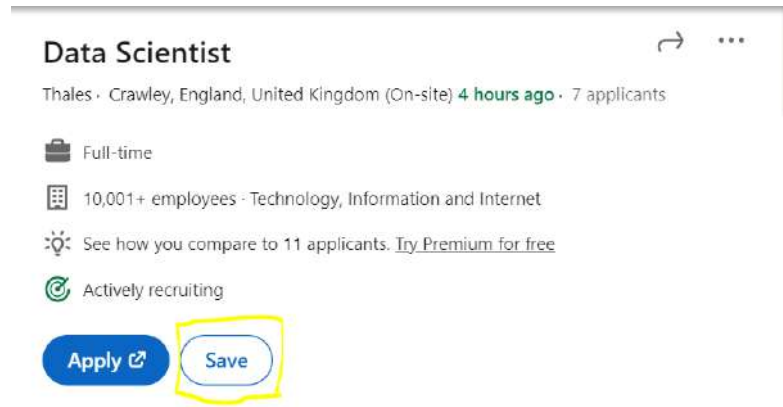 Data Scientist
Thales · Crawley, England, United Kingdom (On-site) 4 hours ago · 7 applicants
Full-time
10,001+ employees · Technology, Information and Internet
See how you compare to 11 applicants. Try Premium for free
Actively recruiting
Apply Save